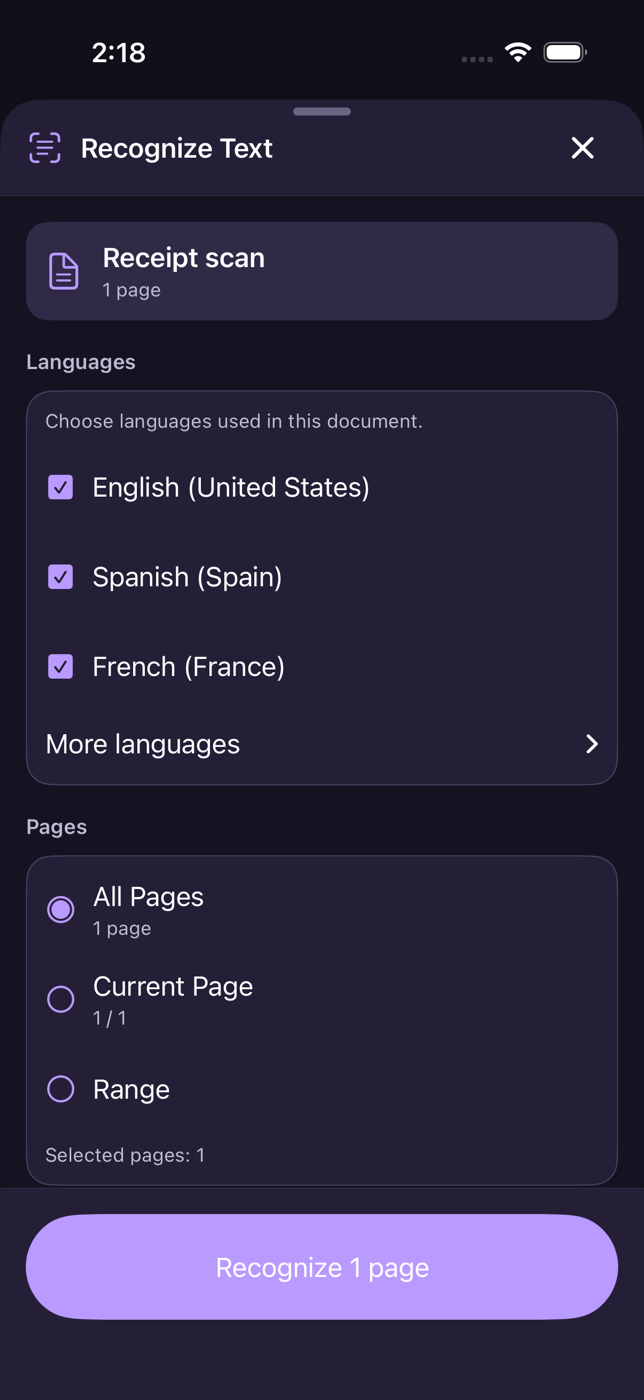 2:18
Recognize Text
Receipt scan
1 page
Languages
Choose languages used in this document.
English (United States)
Spanish (Spain)
French (France)
More languages
Pages
All Pages
1 page
Current Page
1 / 1
Range
Selected pages: 1
Recognize 1 page